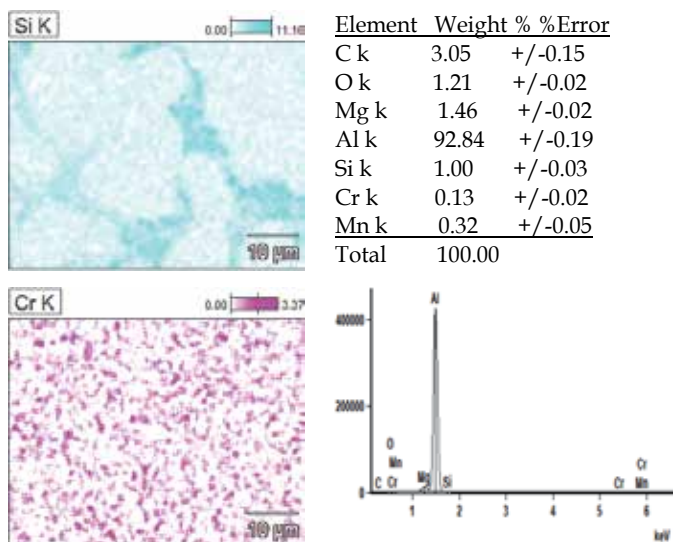 Si K 0.00 11.16
10 µm
Element Weight % %Error
C k 3.05 +/-0.15
O k 1.21 +/-0.02
Mg k 1.46 +/-0.02
Al k 92.84 +/-0.19
Si k 1.00 +/-0.03
Cr k 0.13 +/-0.02
Mn k 0.32 +/-0.05
Total 100.00
Cr K 0.00 3.37
10 µm
Al
400000
200000
0
O
Mn
C Cr Mg Si
Cr
Cr Mn
1 2 3 4 5 6
keV